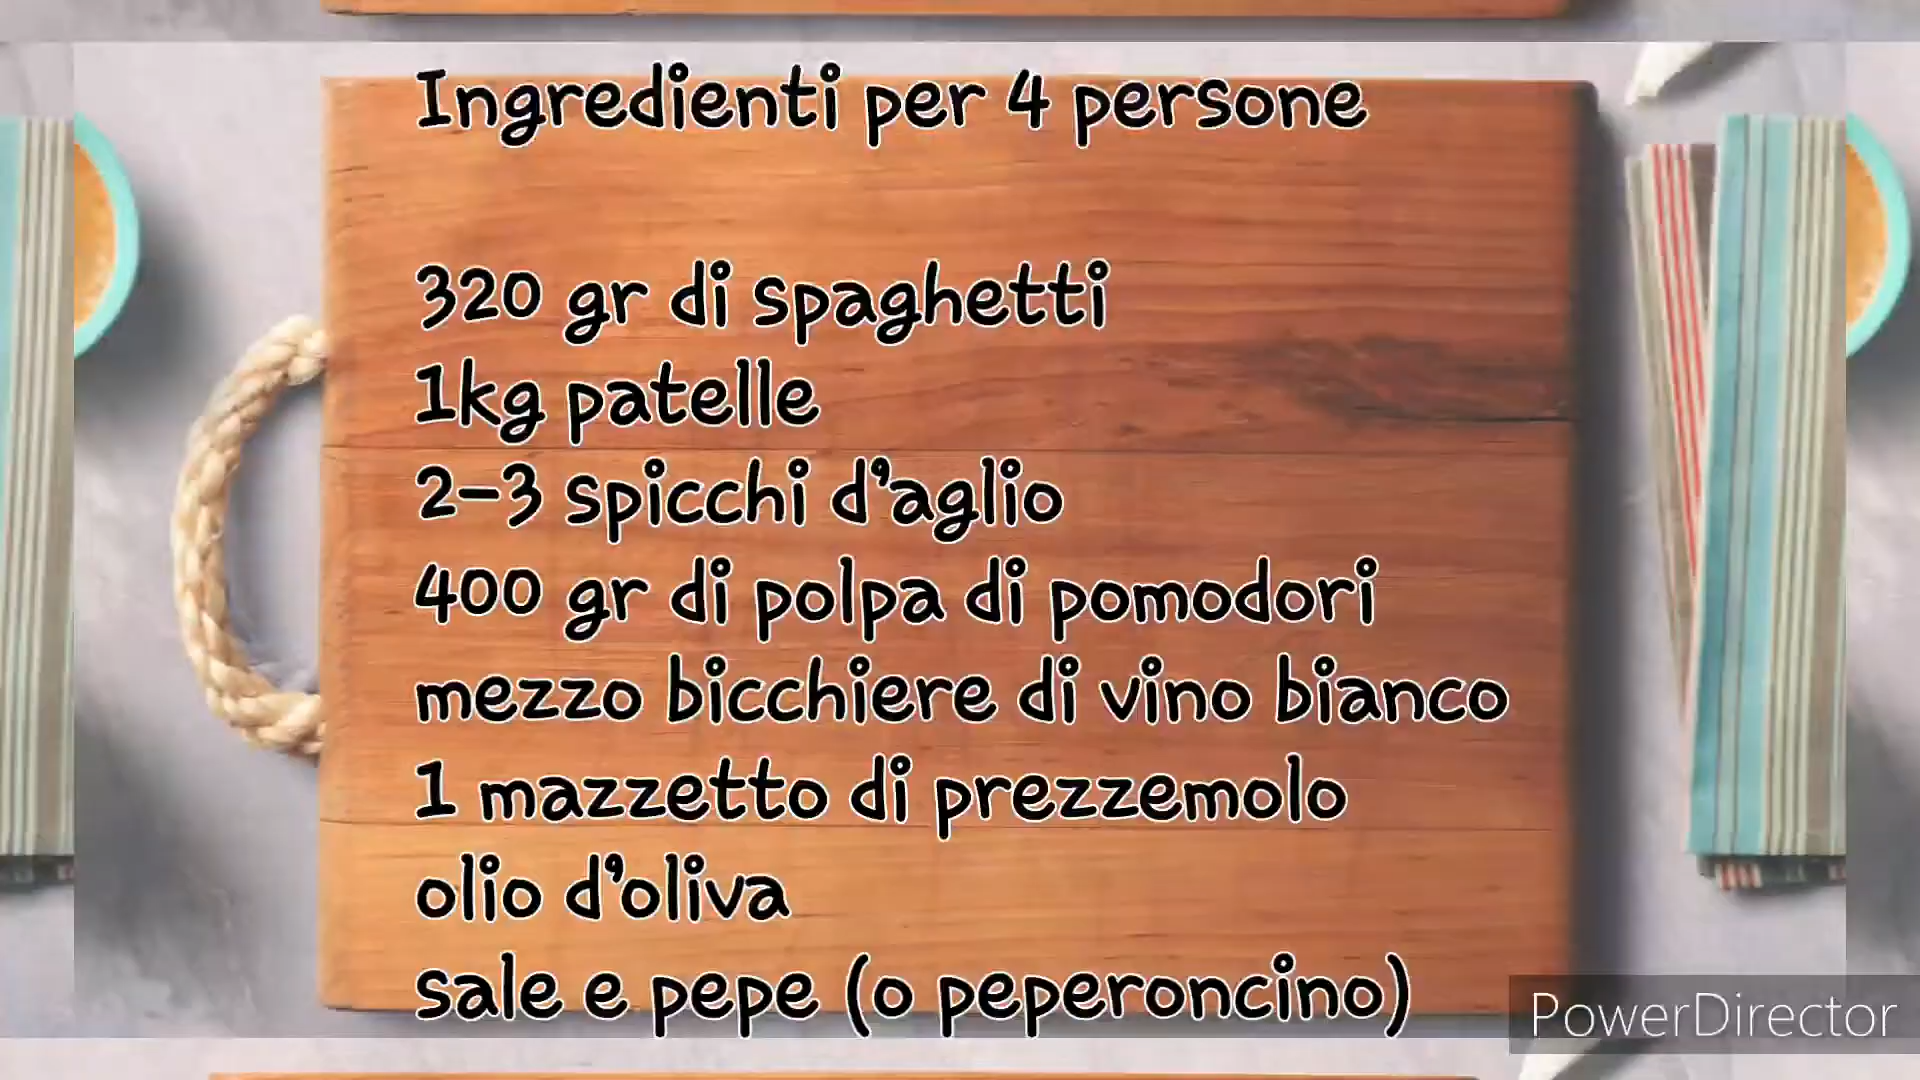 Ingredienti per 4 persone
320 gr di spaghetti
1kg patelle
2-3 spicchi d'aglio
400 gr di polpa di pomodori
mezzo bicchiere di vino bianco
1 mazzetto di prezzemolo
olio d'oliva
sale e pepe (o peperoncino)
PowerDirector